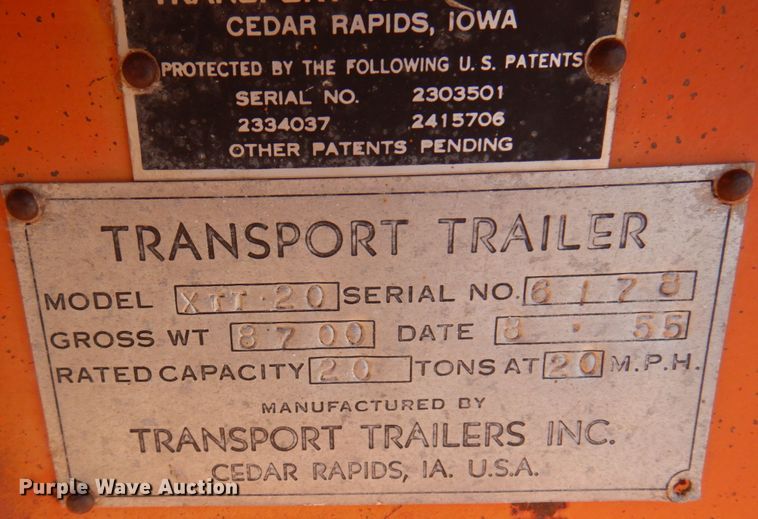 TRANSPORT
CEDAR RAPIDS, IOWA
PROTECTED BY THE FOLLOWING U.S. PATENTS
SERIAL NO. 2303501
2334037 2415706
OTHER PATENTS PENDING
TRANSPORT TRAILER
MODEL XTT-20 SERIAL NO. 6178
GROSS WT 8700 DATE 8 · 55
RATED CAPACITY 20 TONS AT 20 M.P.H.
MANUFACTURED BY
TRANSPORT TRAILERS INC.
CEDAR RAPIDS, IA. U.S.A.
Purple Wave Auction